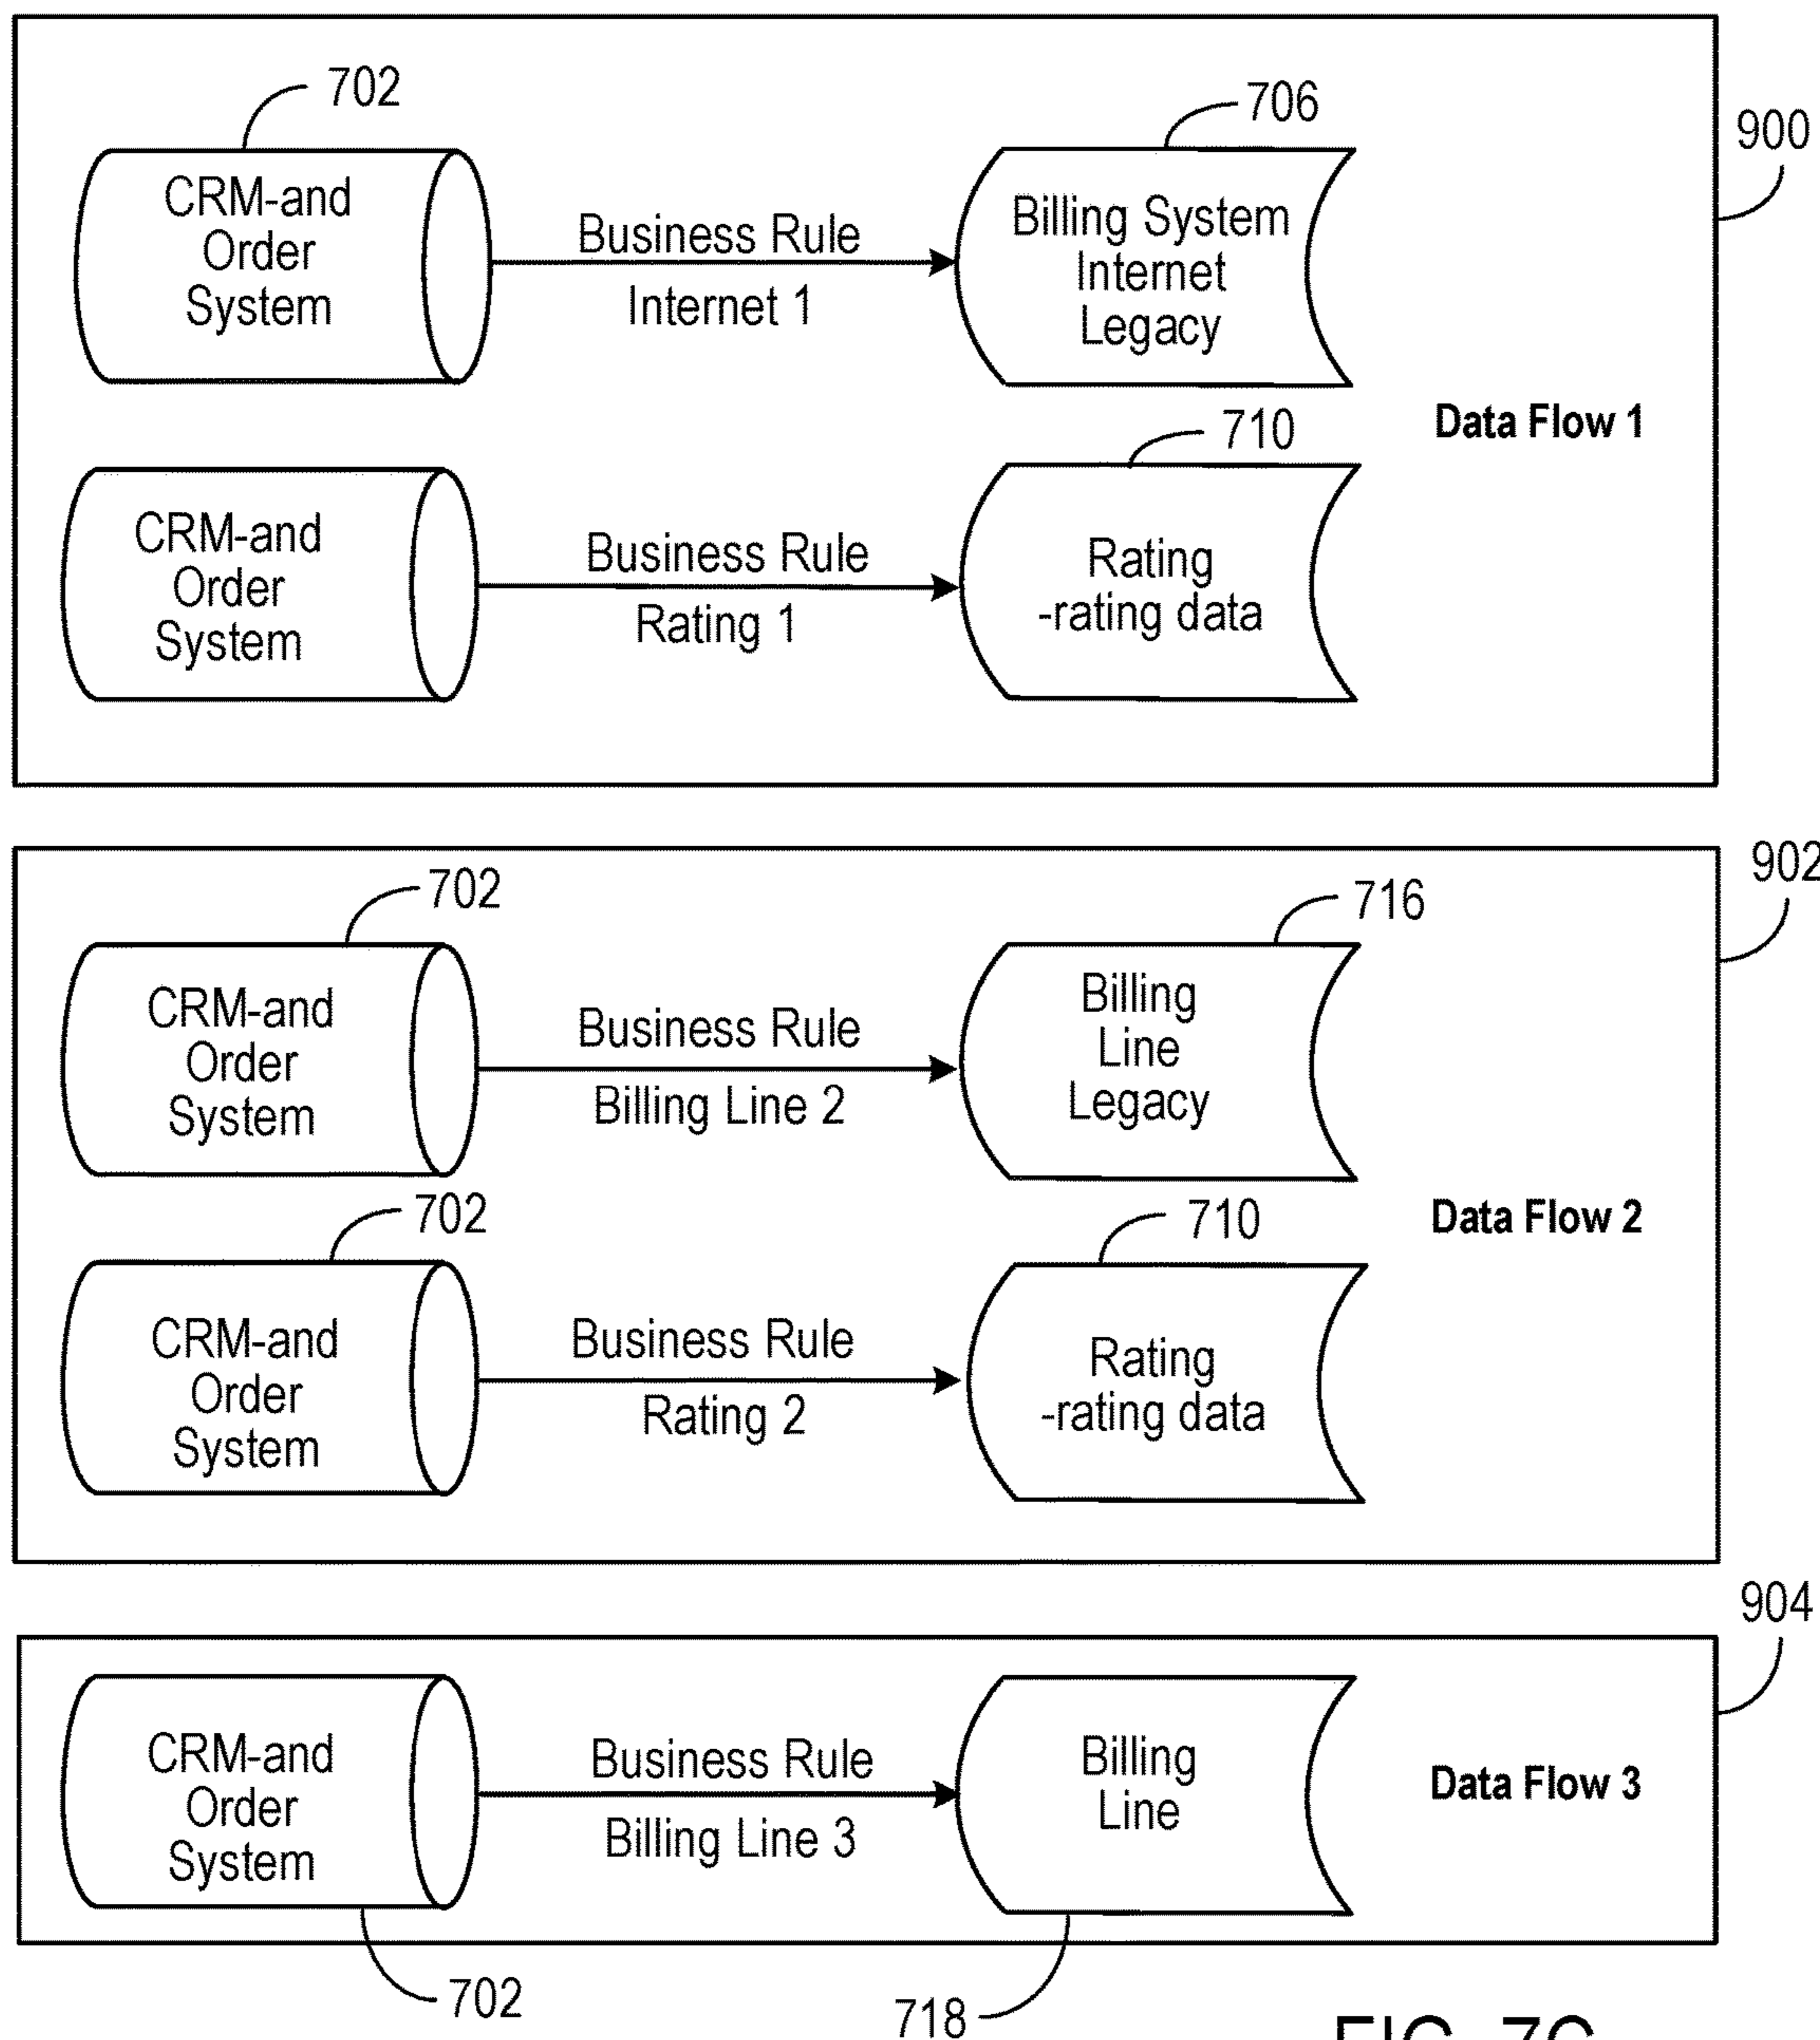 702
706
900
CRM-and
Order
System
Business Rule
Internet 1
Billing System
Internet
Legacy
Data Flow 1
710
CRM-and
Order
System
Business Rule
Rating 1
Rating
-rating data
902
702
716
CRM-and
Order
System
Business Rule
Billing Line 2
Billing
Line
Legacy
Data Flow 2
702
710
CRM-and
Order
System
Business Rule
Rating 2
Rating
-rating data
904
CRM-and
Order
System
Business Rule
Billing Line 3
Billing
Line
Data Flow 3
702
718